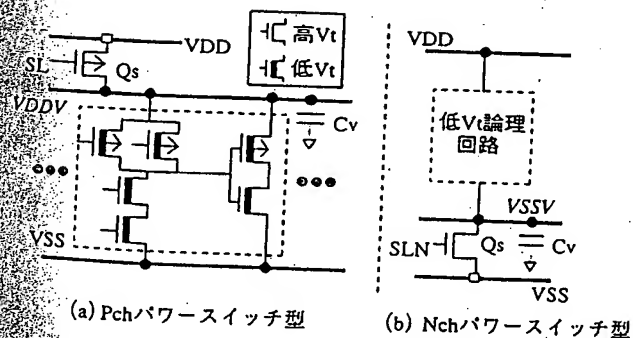 VDD
高Vt
低Vt
SL
Qs
VDDV
Cv
VSS
(a) Pchパワースイッチ型
VDD
低Vt論理
回路
VSSV
SLN
Qs
Cv
VSS
(b) Nchパワースイッチ型